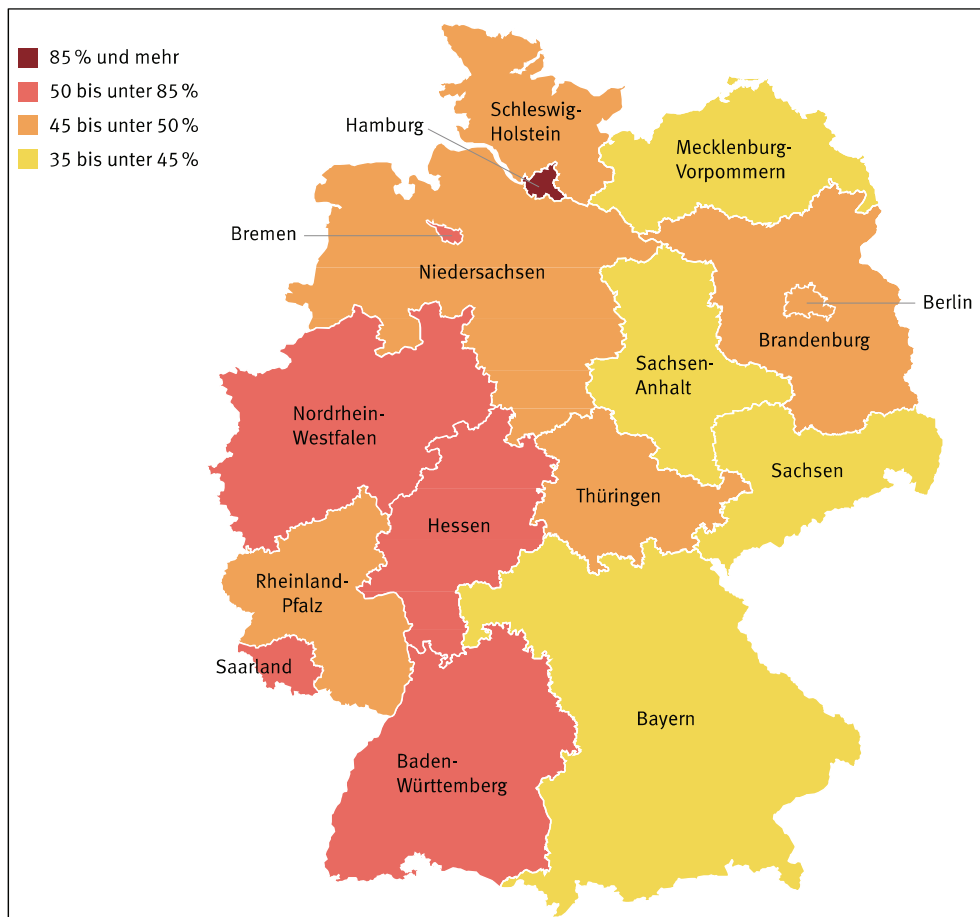 85 % und mehr
50 bis unter 85 %
45 bis unter 50 %
35 bis unter 45 %
Schleswig-
Holstein
Hamburg
Mecklenburg-
Vorpommern
Bremen
Niedersachsen
Berlin
Brandenburg
Sachsen-
Anhalt
Nordrhein-
Westfalen
Sachsen
Thüringen
Hessen
Rheinland-
Pfalz
Saarland
Bayern
Baden-
Württemberg